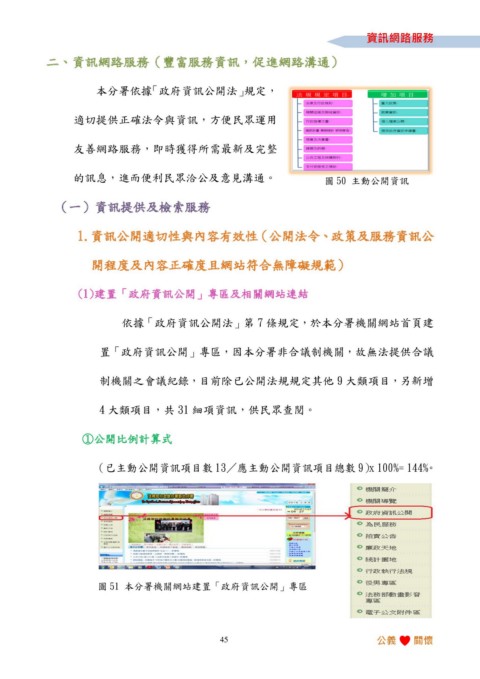 資訊網路服務
二、資訊網路服務（豐富服務資訊，促進網路溝通）
本分署依據「政府資訊公開法」規定，
適切提供正確法令與資訊，方便民眾運用
友善網路服務，即時獲得所需最新及完整
的訊息，進而便利民眾洽公及意見溝通。
法規規定項目
增加項目
圖 50 主動公開資訊
（一）資訊提供及檢索服務
1. 資訊公開適切性與內容有效性（公開法令、政策及服務資訊公
開程度及內容正確度且網站符合無障礙規範）
(1)建置「政府資訊公開」專區及相關網站連結
依據「政府資訊公開法」第 7 條規定，於本分署機關網站首頁建
置「政府資訊公開」專區，因本分署非合議制機關，故無法提供合議
制機關之會議紀錄，目前除已公開法規規定其他 9 大類項目，另新增
4 大類項目，共 31 細項資訊，供民眾查閱。
①公開比例計算式
(已主動公開資訊項目數 13／應主動公開資訊項目總數 9)x 100%= 144%。
機關簡介
機關導覽
政府資訊公開
為民服務
招賣公告
廉政天地
統計園地
行政執行法規
發票專區
法務部動畫影音
專區
電子公文附件區
圖 51 本分署機關網站建置「政府資訊公開」專區
45
公義 ♥ 關懷